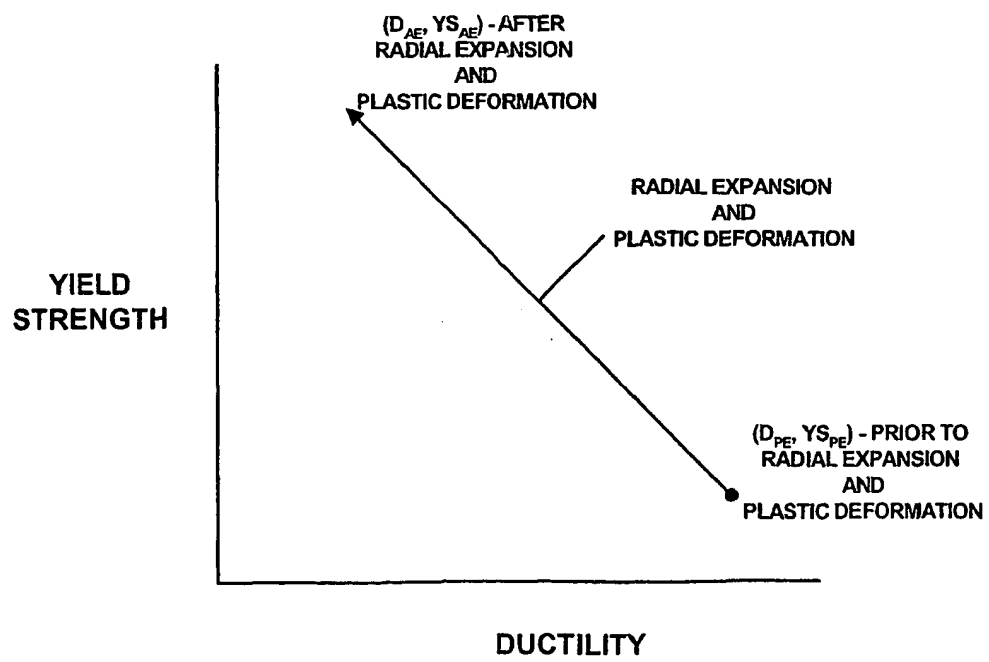 (D_AE, YS_AE) - AFTER
RADIAL EXPANSION
AND
PLASTIC DEFORMATION
RADIAL EXPANSION
AND
PLASTIC DEFORMATION
YIELD
STRENGTH
(D_PE, YS_PE) - PRIOR TO
RADIAL EXPANSION
AND
PLASTIC DEFORMATION
DUCTILITY